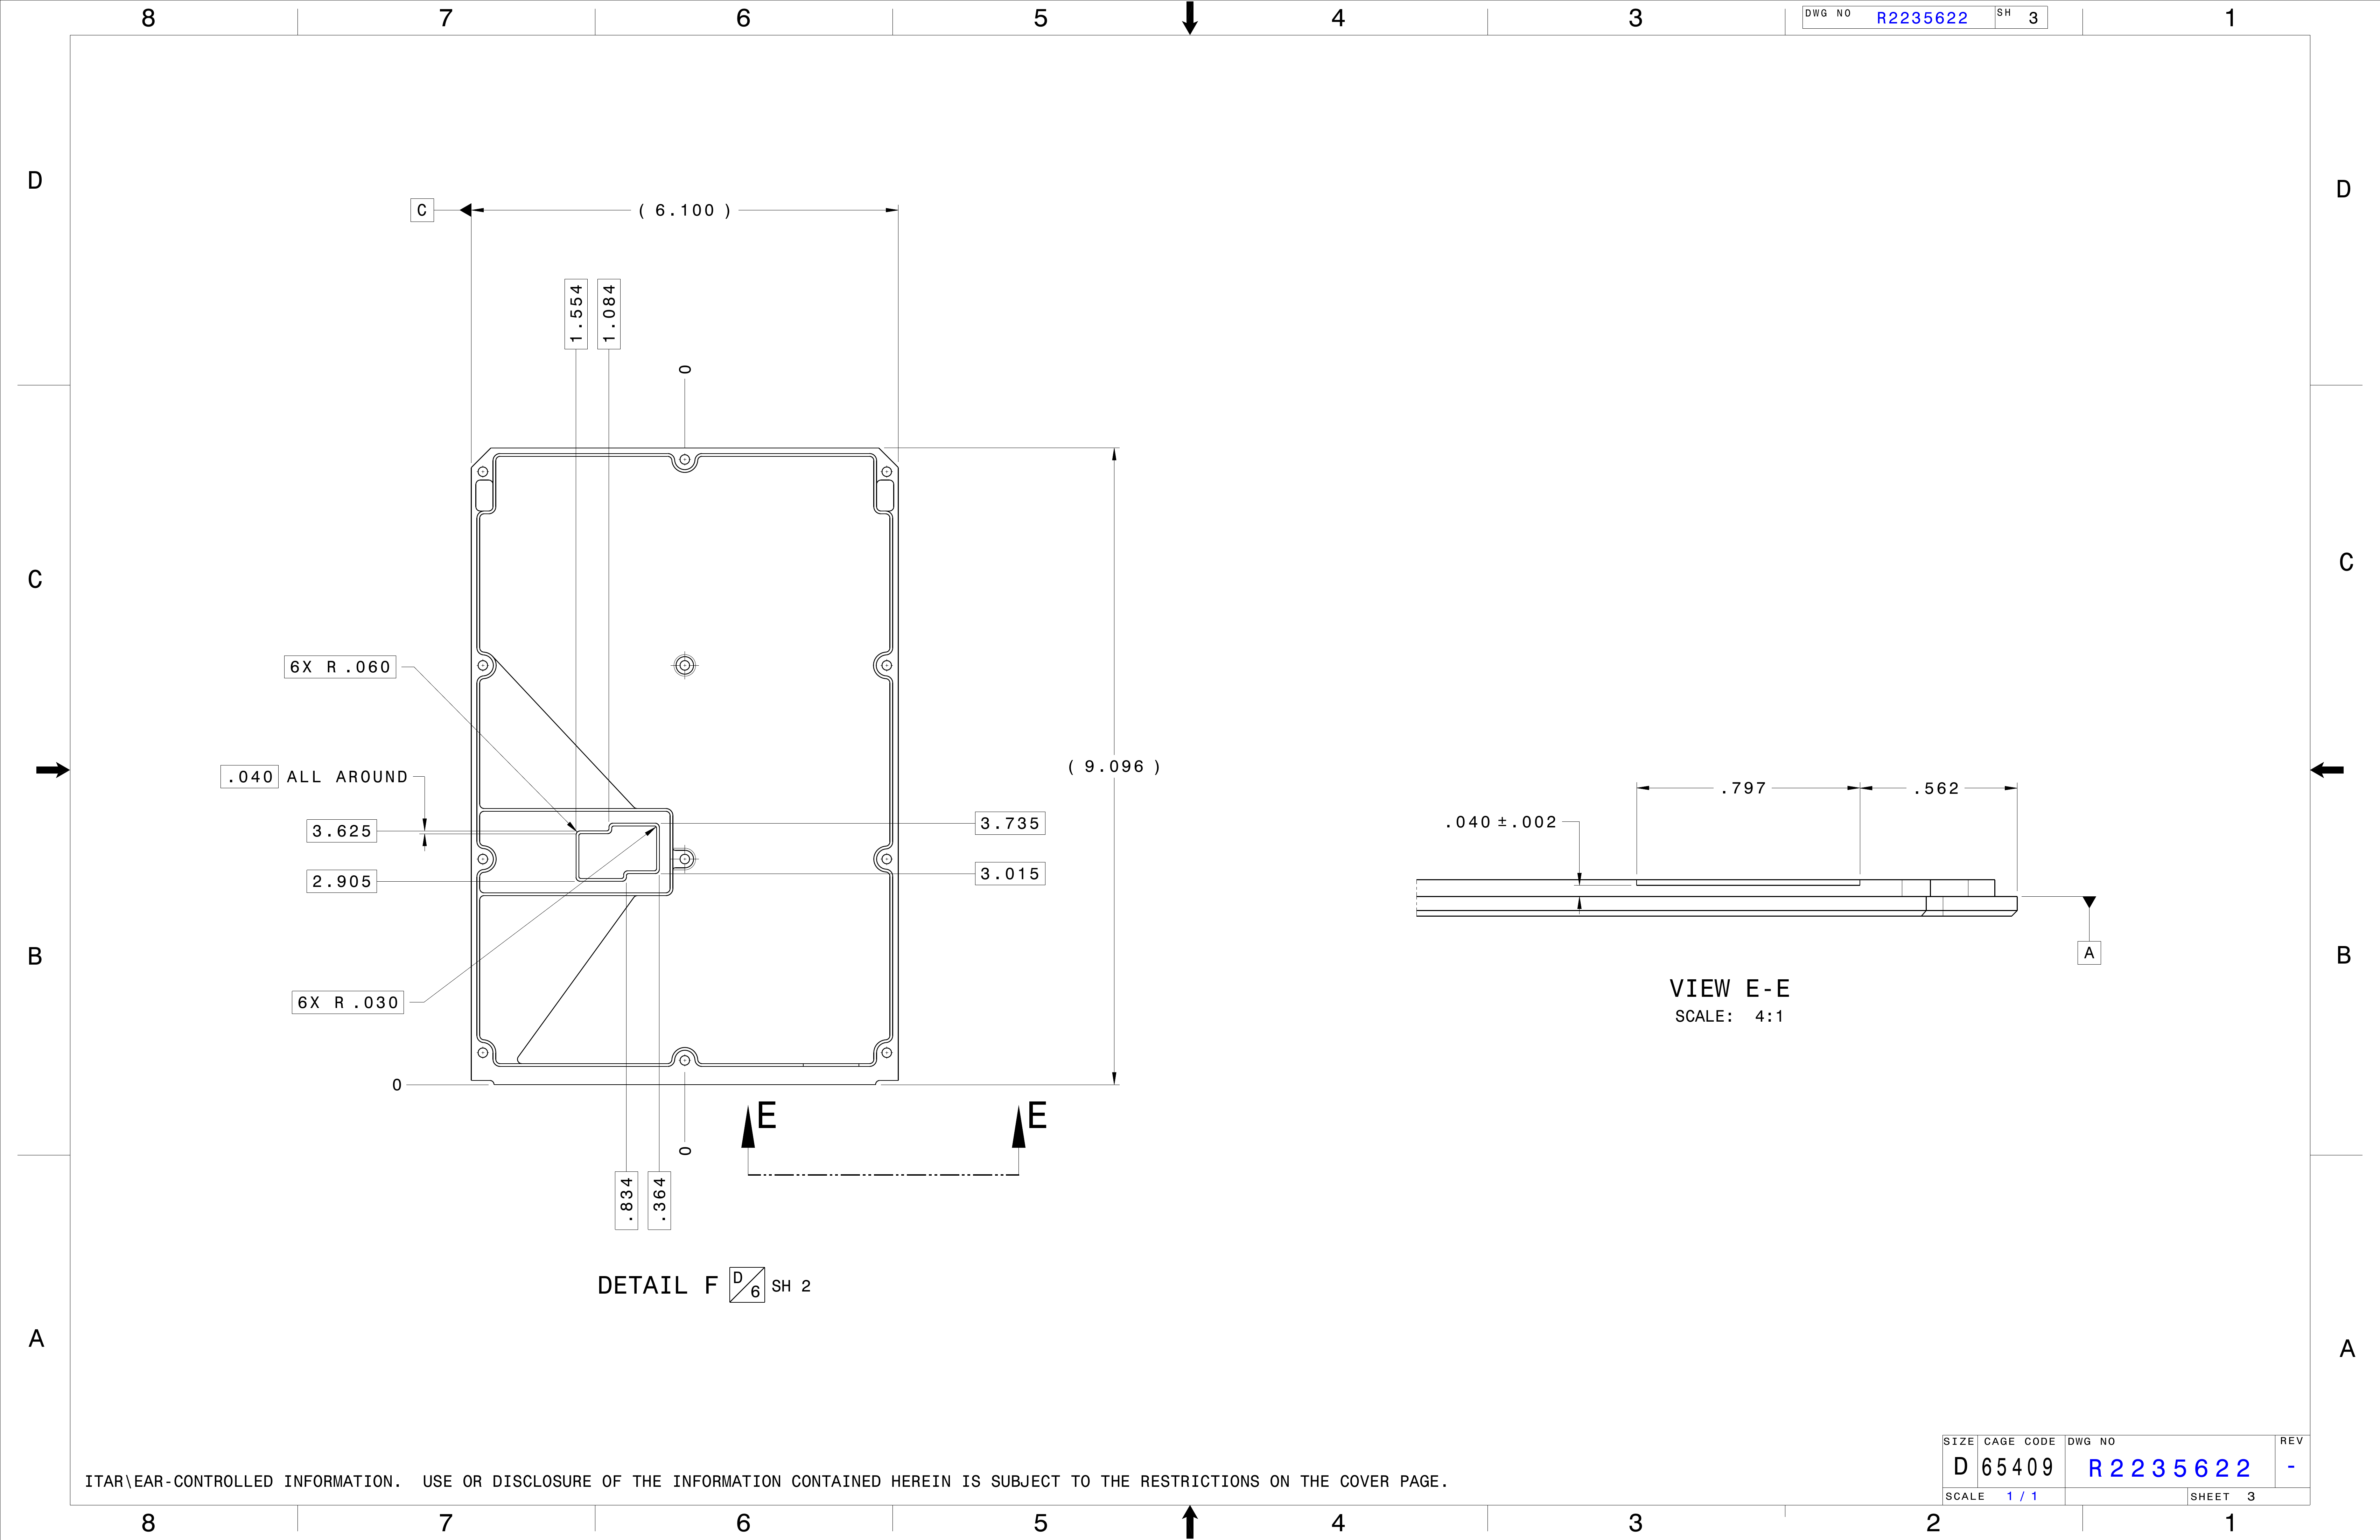 8 7 6 5 4 3 1
DWG NO R2235622 SH 3
D D
C
( 6.100 )
1.554
1.084
0
C C
6X R .060
.040 ALL AROUND
( 9.096 )
3.625
3.735
2.905
3.015
.797
.562
.040 ±.002
A
VIEW E-E
SCALE: 4:1
B B
6X R .030
0
E E
0
.834
.364
DETAIL F D/6 SH 2
A A
ITAR\EAR-CONTROLLED INFORMATION. USE OR DISCLOSURE OF THE INFORMATION CONTAINED HEREIN IS SUBJECT TO THE RESTRICTIONS ON THE COVER PAGE.
SIZE CAGE CODE DWG NO REV
D 65409 R2235622 -
SCALE 1 / 1 SHEET 3
8 7 6 5 4 3 2 1